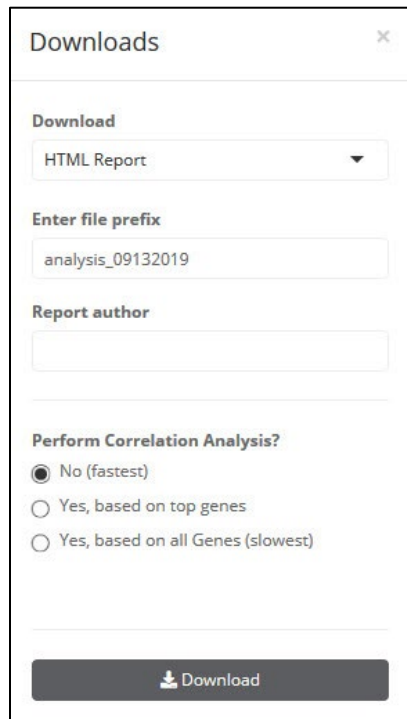 Downloads
Download
HTML Report
Enter file prefix
analysis_09132019
Report author
Perform Correlation Analysis?
No (fastest)
Yes, based on top genes
Yes, based on all Genes (slowest)
Download